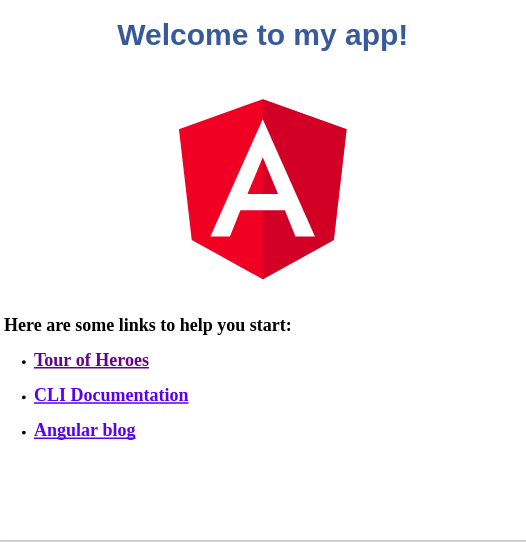 Welcome to my app!
A
Here are some links to help you start:
Tour of Heroes
CLI Documentation
Angular blog